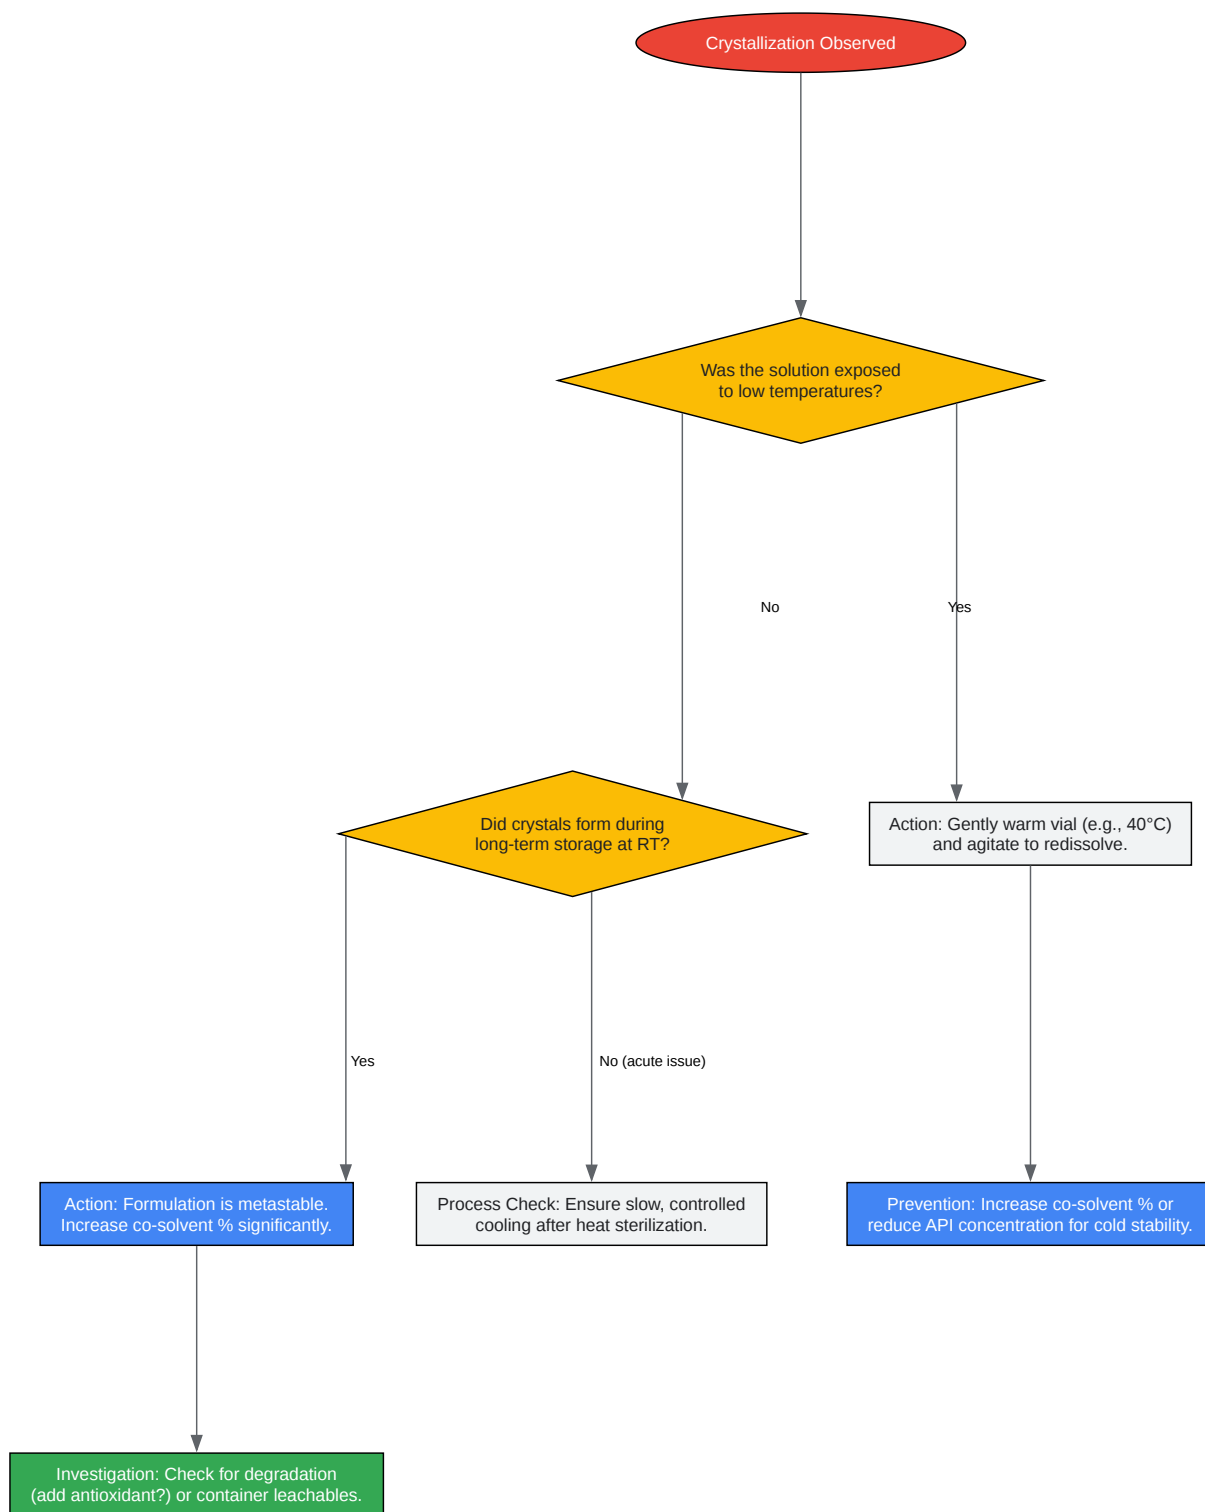 Crystallization Observed
Was the solution exposed
to low temperatures?
No
Yes
Did crystals form during
long-term storage at RT?
Action: Gently warm vial (e.g., 40°C)
and agitate to redissolve.
Yes
No (acute issue)
Action: Formulation is metastable.
Increase co-solvent % significantly.
Process Check: Ensure slow, controlled
cooling after heat sterilization.
Prevention: Increase co-solvent % or
reduce API concentration for cold stability.
Investigation: Check for degradation
(add antioxidant?) or container leachables.